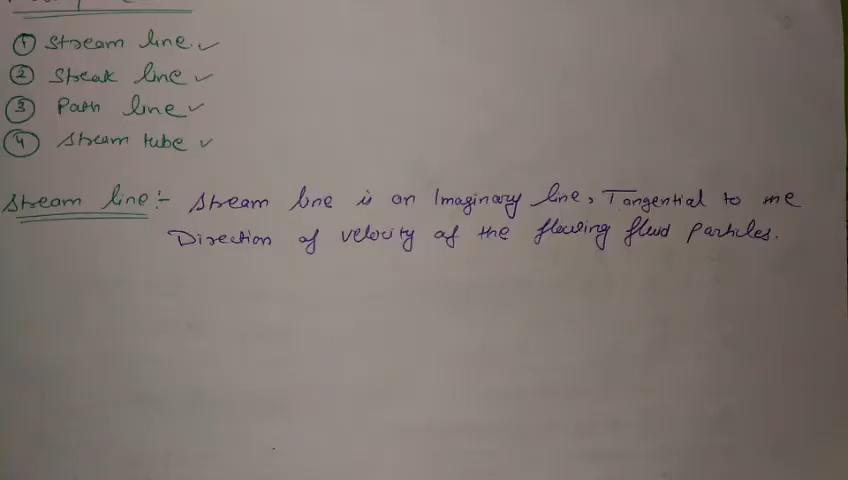 ① Stream line. ✓
② Streak line ✓
③ Path line ✓
④ Stream tube ✓
Stream line :- Stream line is an Imaginary line, Tangential to the
Direction of velocity of the flowing fluid particles.